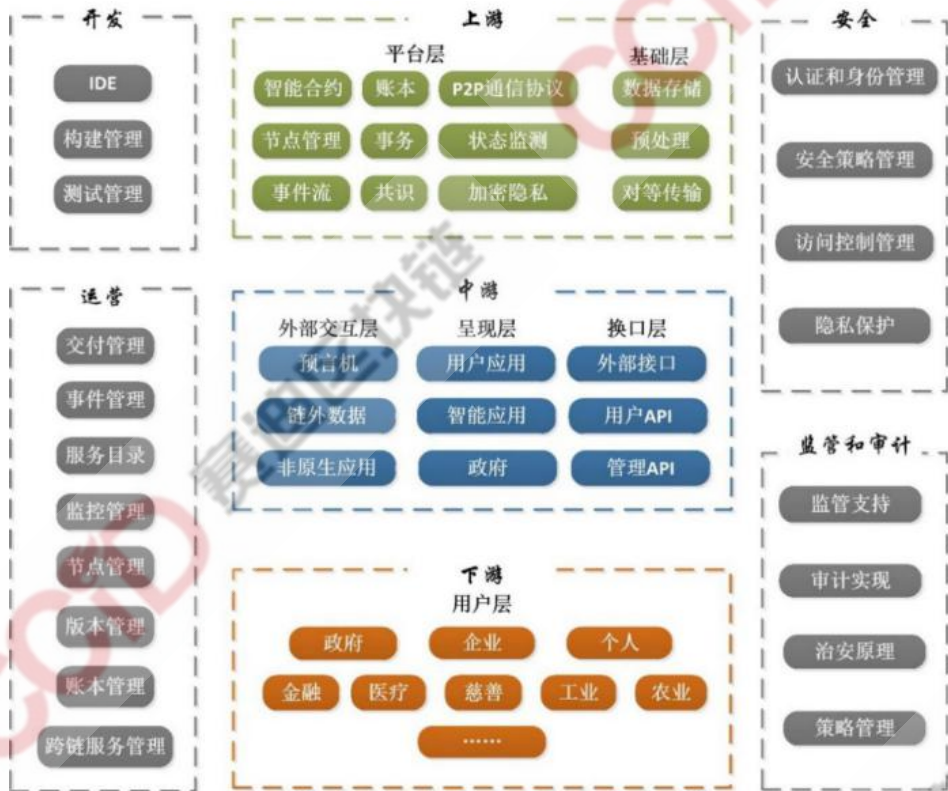 开发
IDE
构建管理
测试管理
运营
交付管理
事件管理
服务目录
监控管理
节点管理
版本管理
账本管理
跨链服务管理
上游
平台层 基础层
智能合约 账本 P2P通信协议 数据存储
节点管理 事务 状态监测 预处理
事件流 共识 加密隐私 对等传输
中游
外部交互层 呈现层 换口层
预言机 用户应用 外部接口
链外数据 智能应用 用户API
非原生应用 政府 管理API
下游
用户层
政府 企业 个人
金融 医疗 慈善 工业 农业
……
安全
认证和身份管理
安全策略管理
访问控制管理
隐私保护
监管和审计
监管支持
审计实现
治安原理
策略管理
CCiD 赛迪区块链
CCiD